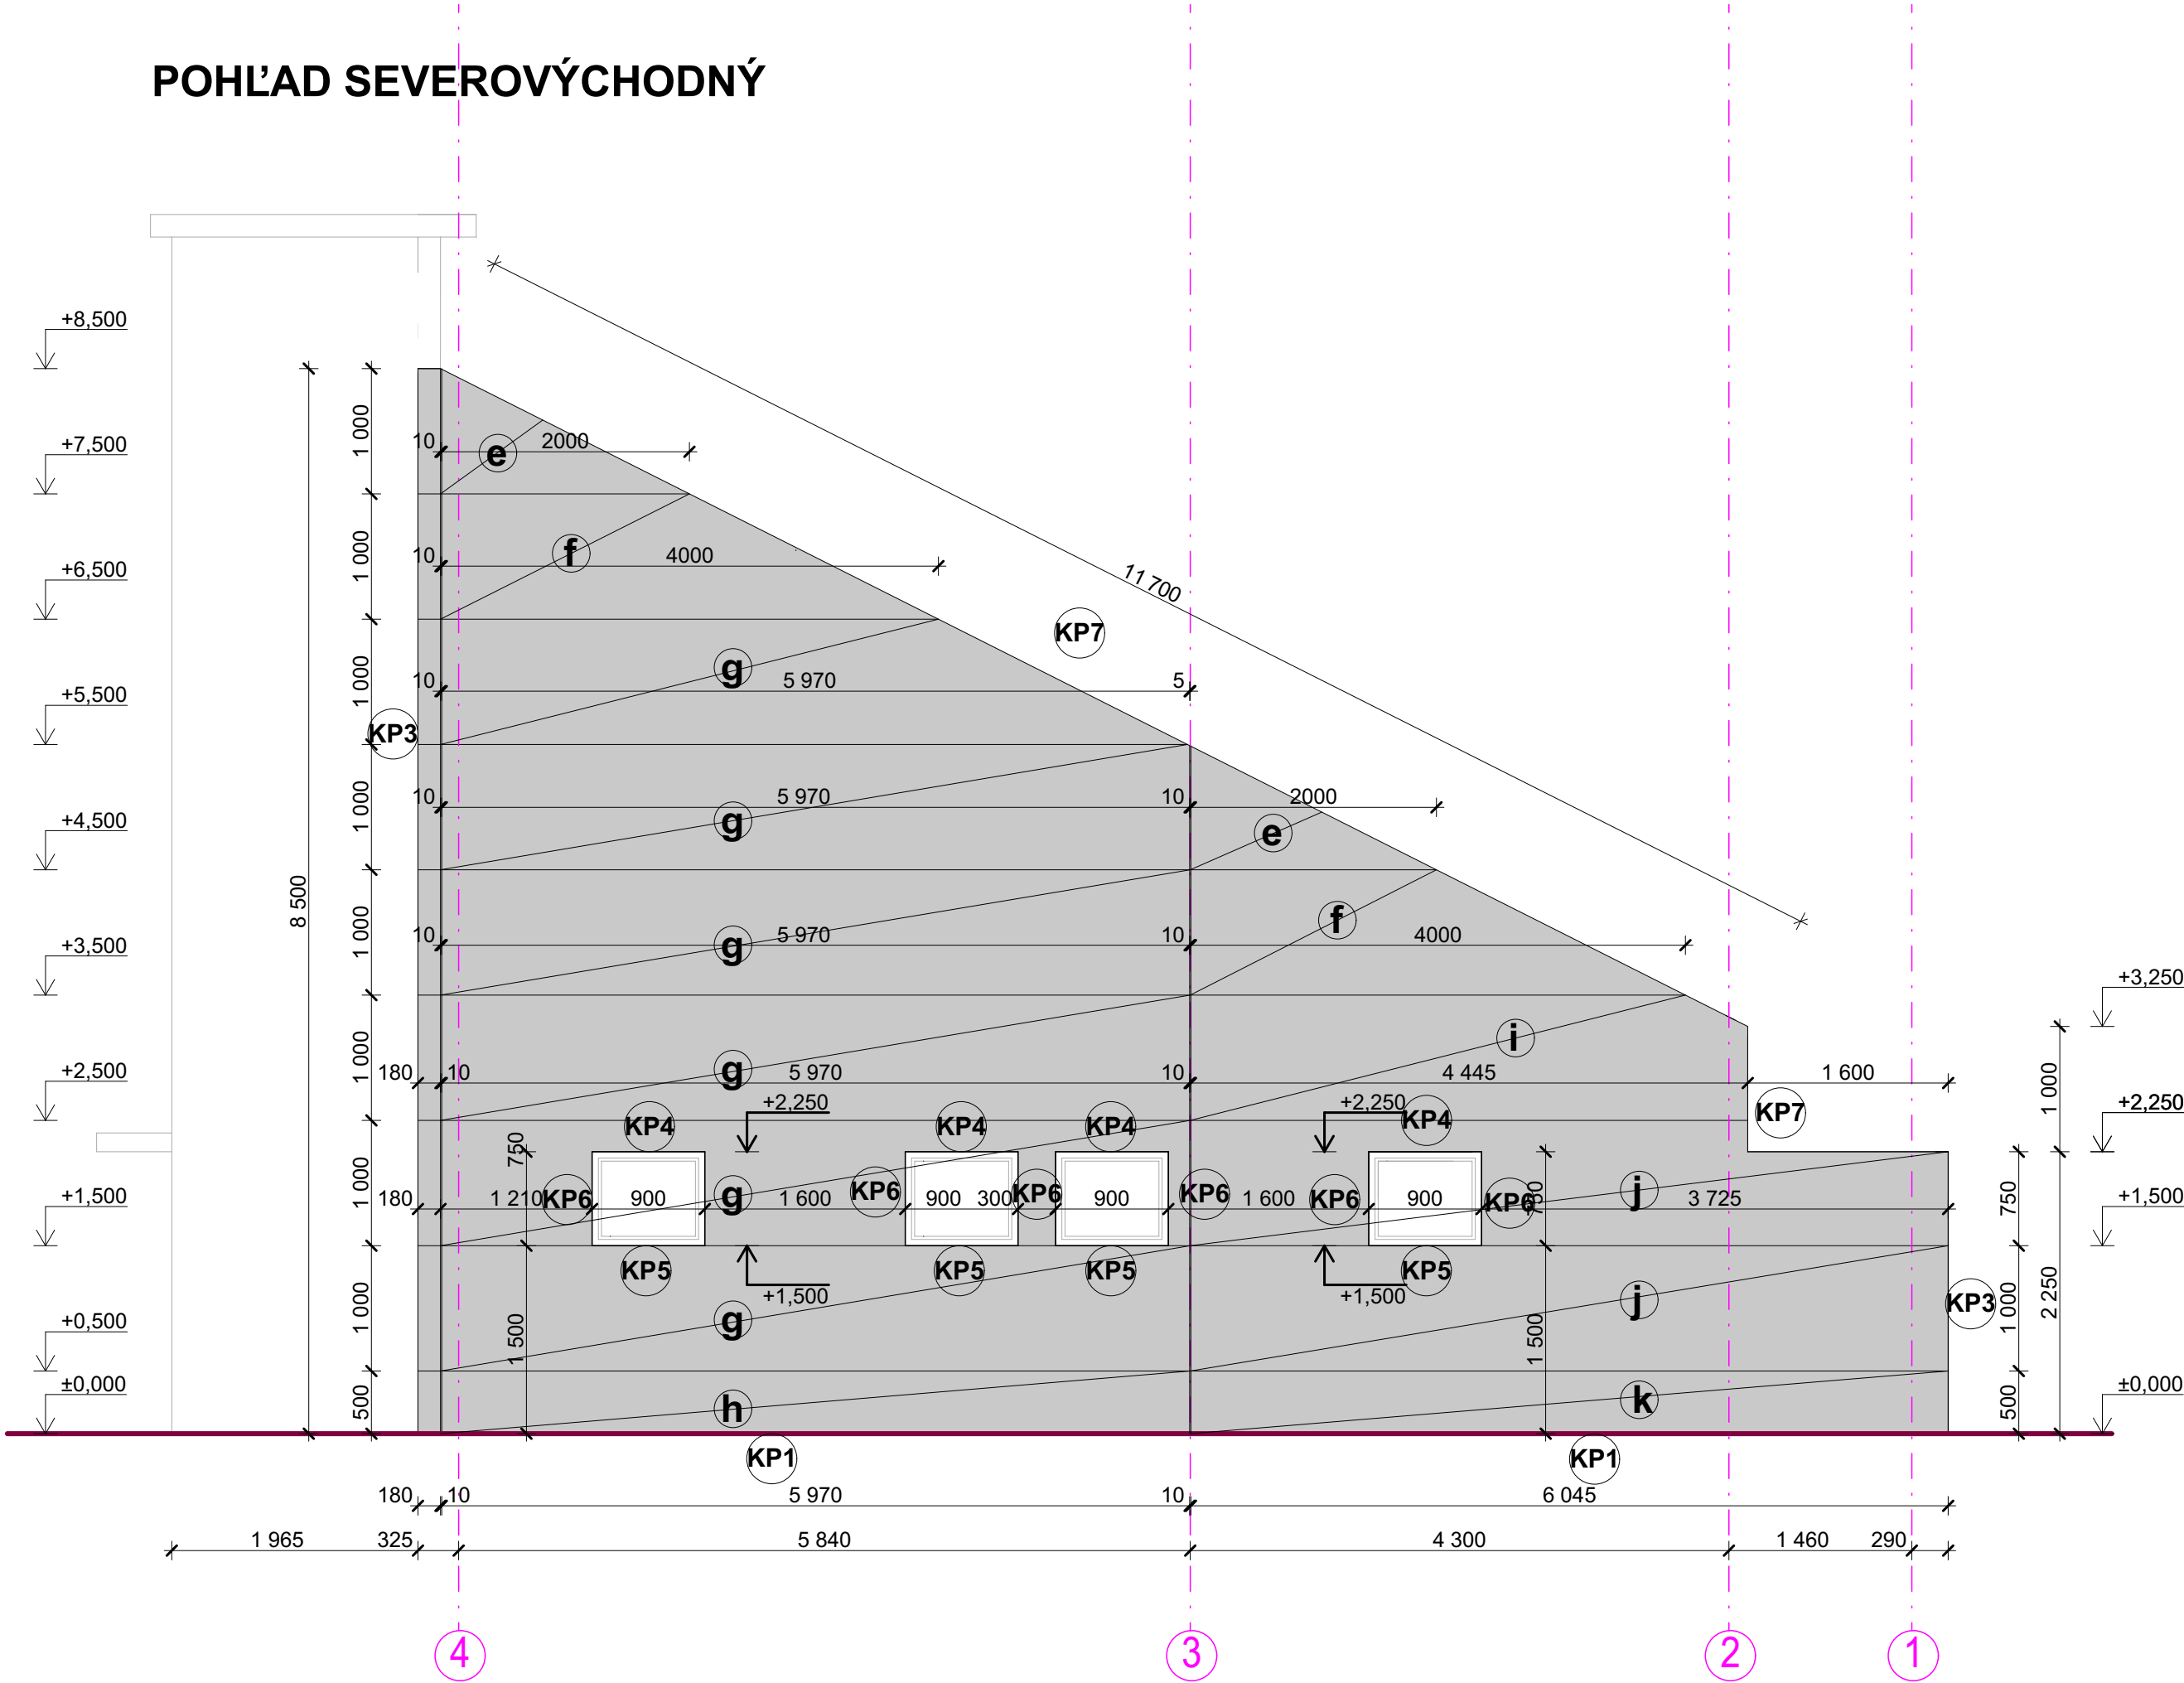 POHĽAD SEVEROVÝCHODNÝ
+8,500
+7,500
+6,500
+5,500
+4,500
+3,500
+2,500
+1,500
+0,500
±0,000
8 500
1 000
1 000
1 000
1 000
1 000
1 000
1 000
1 000
500
11 700
KP7
KP3
10 e 2000
f
10 4000
g
10 5 970 5
10 5 970 10 2000
g e
f
10 g 5 970 10 4000
i
180 10 g 5 970 10 4 445 1 600
+2,250 +2,250
KP4 KP4 KP4 KP4 KP7
750
180 1 210 KP6 900 g 1 600 KP6 900 300 KP6 900 KP6 1 600 KP6 900 KP6 750 j 3 725
KP5 KP5 KP5 KP5
+1,500 +1,500
1 500 g 1 500 j
h k
KP1 KP1
KP3
+3,250
+2,250
+1,500
±0,000
1 000
2 250
750
1 000
500
180 10 5 970 10 6 045
1 965 325 5 840 4 300 1 460 290
4 3 2 1